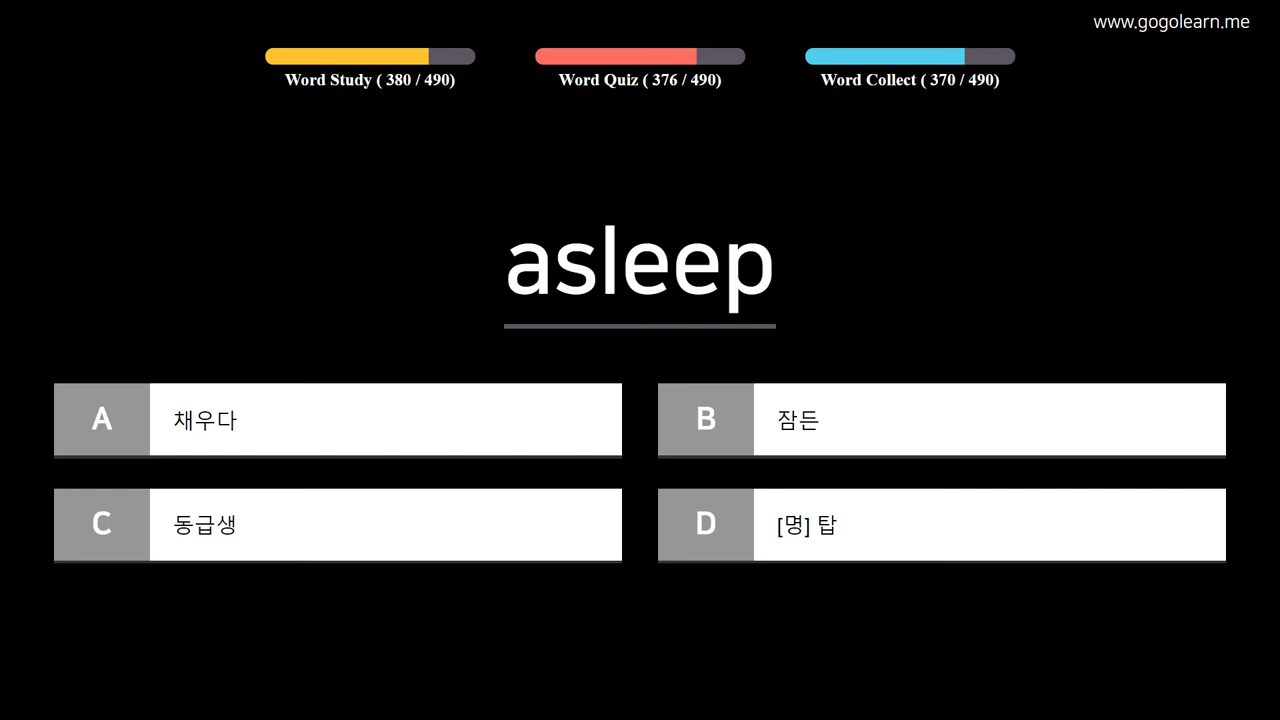 www.gogolearn.me
Word Study ( 380 / 490)
Word Quiz ( 376 / 490)
Word Collect ( 370 / 490)
asleep
A 채우다
B 잠든
C 동급생
D [명] 탑